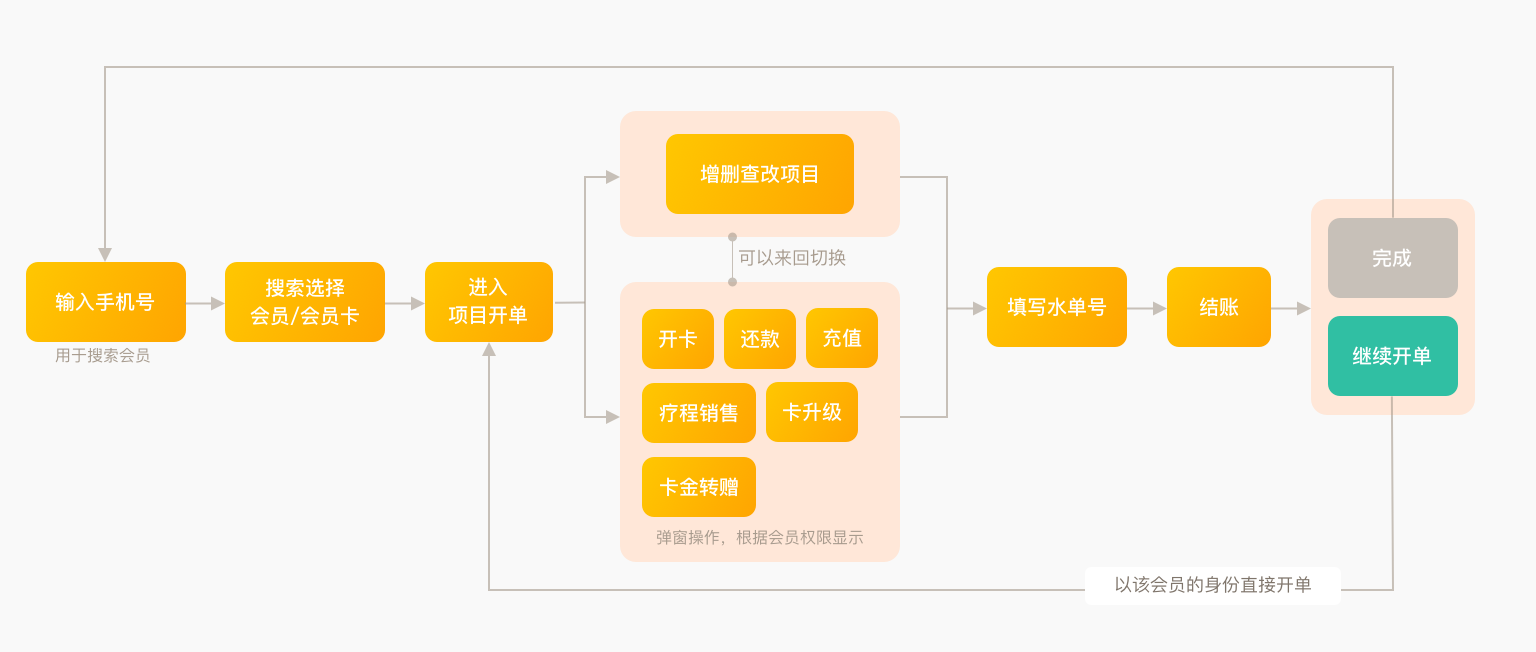 输入手机号
用于搜索会员
搜索选择
会员/会员卡
进入
项目开单
增删查改项目
可以来回切换
开卡
还款
充值
疗程销售
卡升级
卡金转赠
弹窗操作，根据会员权限显示
填写水单号
结账
完成
继续开单
以该会员的身份直接开单